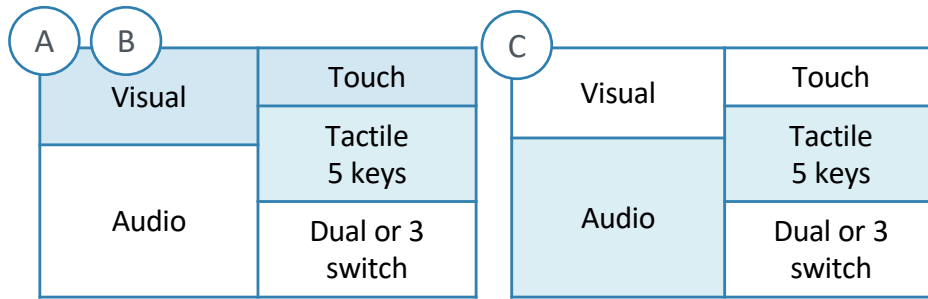 A B
Visual
Touch
Tactile
5 keys
Audio
Dual or 3
switch
C
Visual
Touch
Tactile
5 keys
Audio
Dual or 3
switch